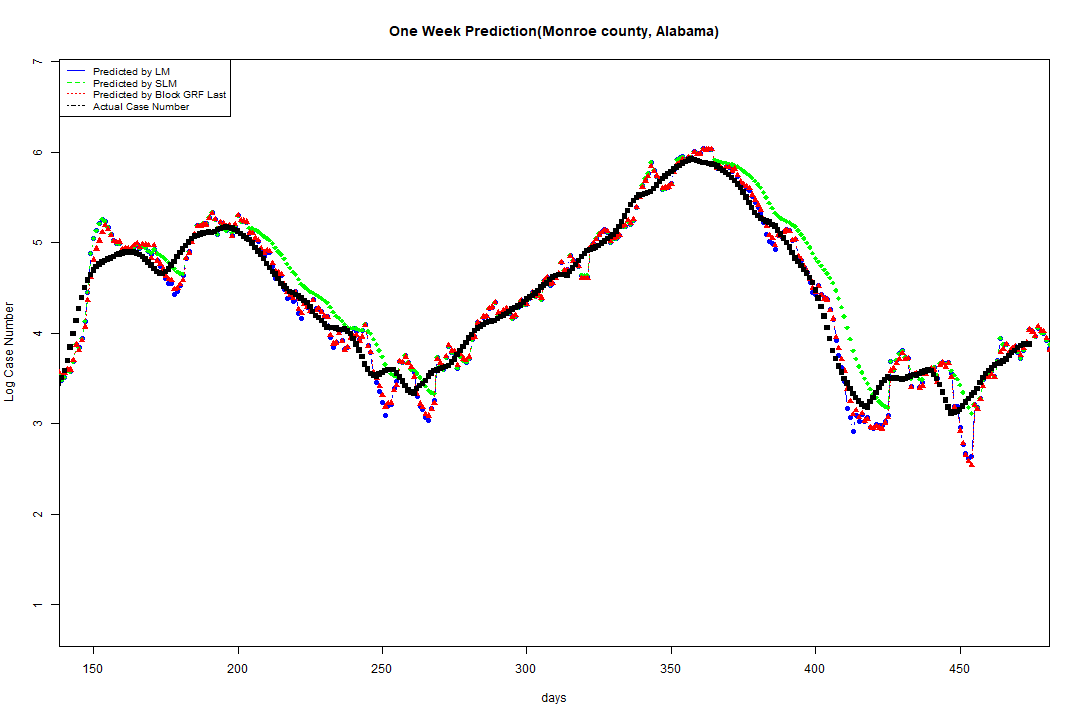 One Week Prediction(Monroe county, Alabama)
Predicted by LM
Predicted by SLM
Predicted by Block GRF Last
Actual Case Number
7
6
5
4
3
2
1
Log Case Number
150 200 250 300 350 400 450
days